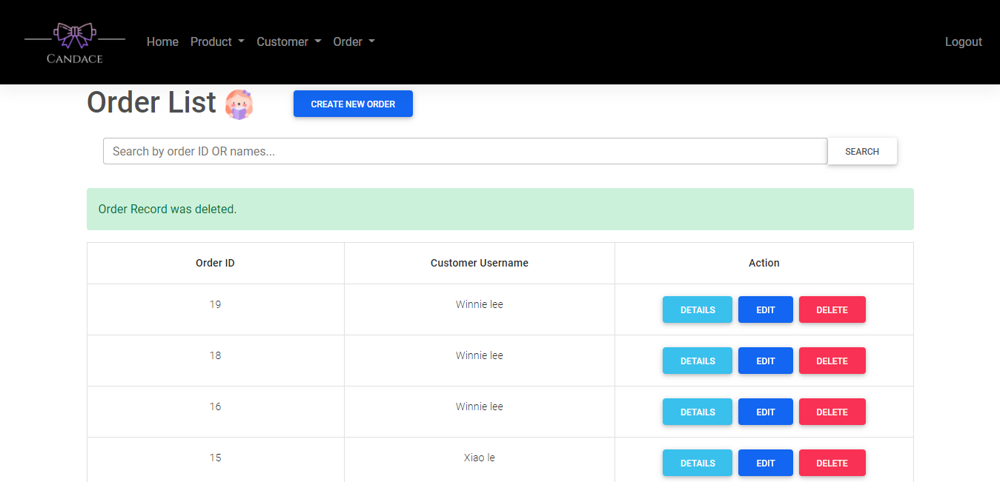 CANDACE
Home Product Customer Order Logout
Order List CREATE NEW ORDER
Search by order ID OR names... SEARCH
Order Record was deleted.
Order ID Customer Username Action
19 Winnie lee DETAILS EDIT DELETE
18 Winnie lee DETAILS EDIT DELETE
16 Winnie lee DETAILS EDIT DELETE
15 Xiao le DETAILS EDIT DELETE